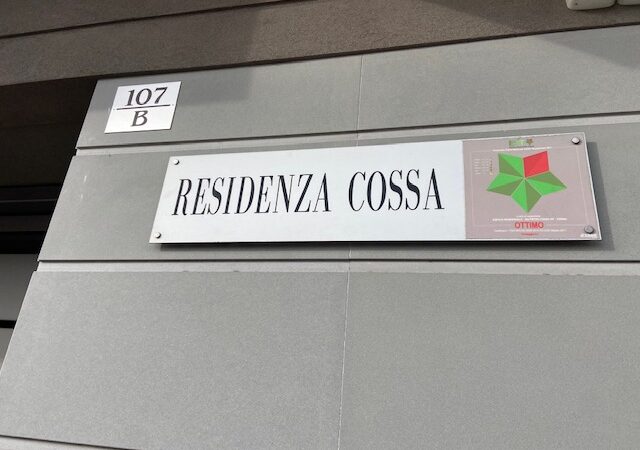 107
B
RESIDENZA COSSA
OTTIMO